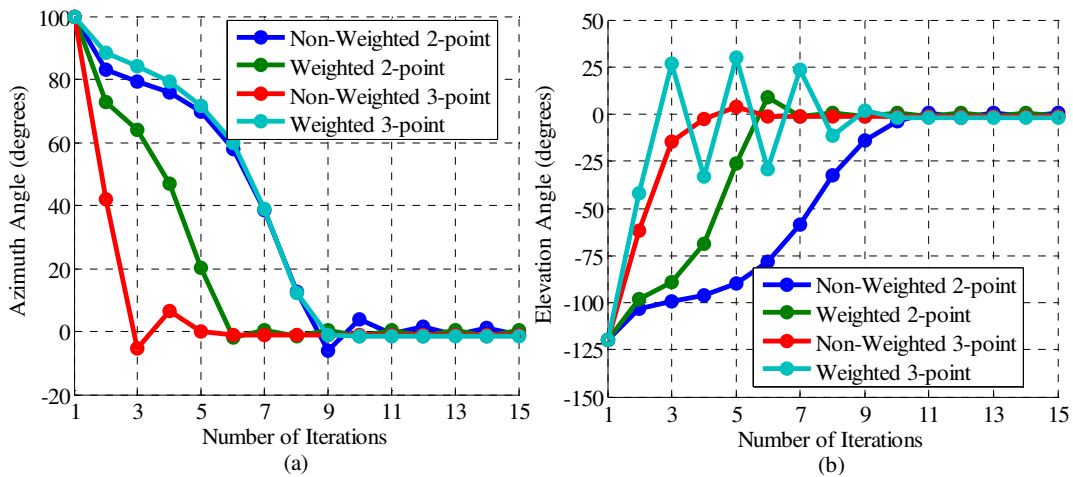 100
80
60
40
20
0
-20
Azimuth Angle (degrees)
Non-Weighted 2-point
Weighted 2-point
Non-Weighted 3-point
Weighted 3-point
1 3 5 7 9 11 13 15
Number of Iterations
(a)
50
25
0
-25
-50
-75
-100
-125
-150
Elevation Angle (degrees)
Non-Weighted 2-point
Weighted 2-point
Non-Weighted 3-point
Weighted 3-point
1 3 5 7 9 11 13 15
Number of Iterations
(b)